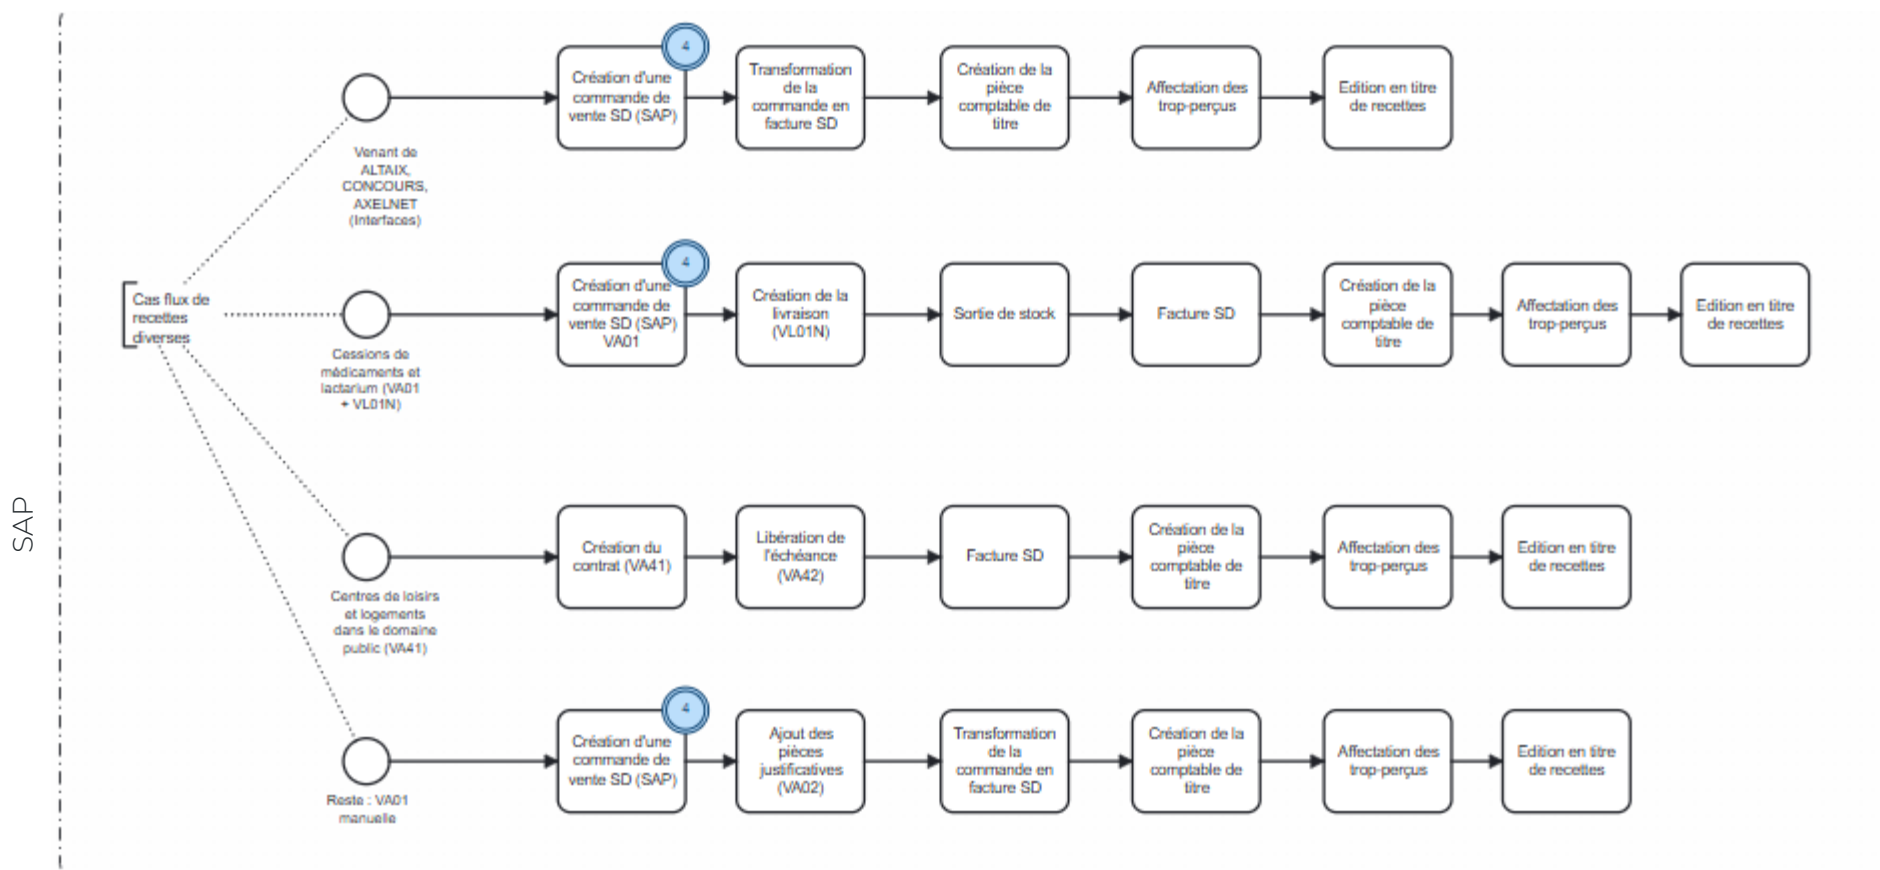 4
Création d'une
commande de
vente SD (SAP)
Transformation
de la
commande en
facture SD
Création de la
pièce
comptable de
titre
Affectation des
trop-perçus
Edition en titre
de recettes
Venant de
ALTAIX,
CONCOURS,
AXELNET
(Interfaces)
Cas flux de
recettes
diverses
4
Création d'une
commande de
vente SD (SAP)
VA01
Création de la
livraison
(VL01N)
Sortie de stock
Facture SD
Création de la
pièce
comptable de
titre
Affectation des
trop-perçus
Edition en titre
de recettes
Cessions de
médicaments et
lactarium (VA01
+ VL01N)
SAP
Création du
contrat (VA41)
Libération de
l'échéance
(VA42)
Facture SD
Création de la
pièce
comptable de
titre
Affectation des
trop-perçus
Edition en titre
de recettes
Centres de loisirs
et logements
dans le domaine
public (VA41)
4
Création d'une
commande de
vente SD (SAP)
Ajout des
pièces
justificatives
(VA02)
Transformation
de la
commande en
facture SD
Création de la
pièce
comptable de
titre
Affectation des
trop-perçus
Edition en titre
de recettes
Reste : VA01
manuelle